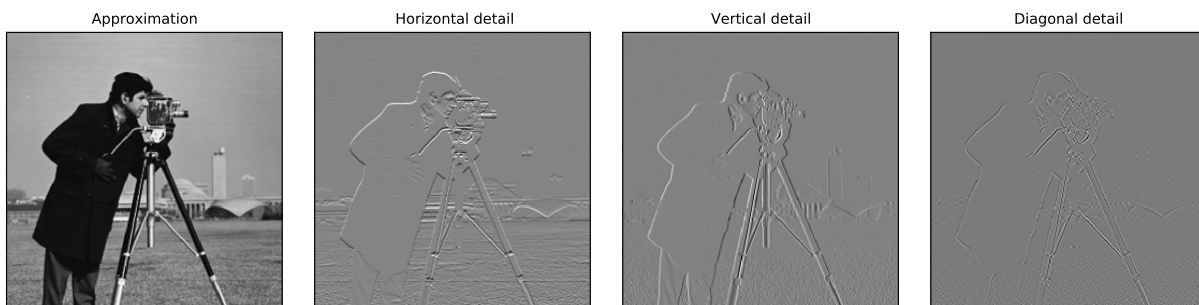 Approximation
Horizontal detail
Vertical detail
Diagonal detail